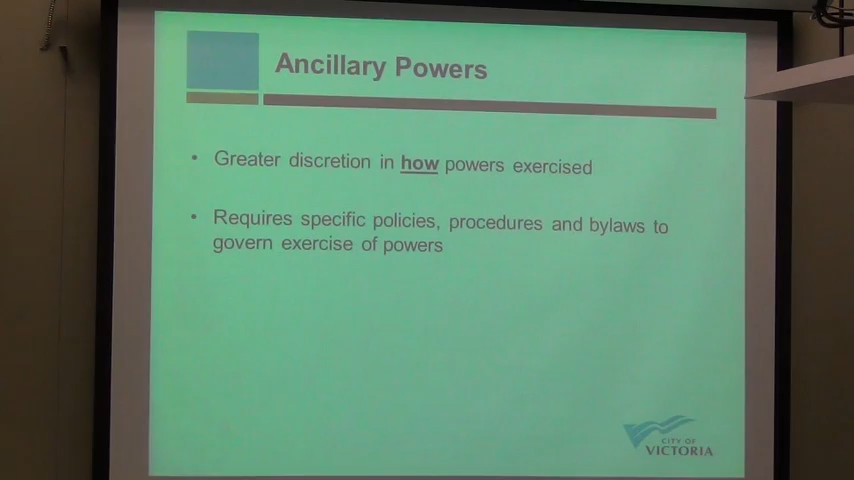 Ancillary Powers
• Greater discretion in how powers exercised
• Requires specific policies, procedures and bylaws to
govern exercise of powers
CITY OF
VICTORIA